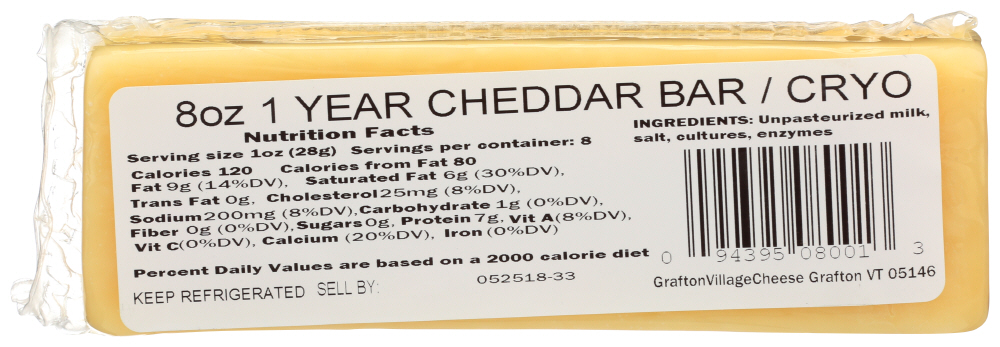 8oz 1 YEAR CHEDDAR BAR / CRYO
Nutrition Facts
Serving size 1oz (28g) Servings per container: 8
Calories 120 Calories from Fat 80
Fat 9g (14%DV), Saturated Fat 6g (30%DV),
Trans Fat 0g, Cholesterol 25mg (8%DV),
Sodium 200mg (8%DV), Carbohydrate 1g (0%DV),
Fiber 0g (0%DV), Sugars 0g, Protein 7g, Vit A (8%DV),
Vit C(0%DV), Calcium (20%DV), Iron (0%DV)
Percent Daily Values are based on a 2000 calorie diet
KEEP REFRIGERATED SELL BY: 052518-33
INGREDIENTS: Unpasteurized milk,
salt, cultures, enzymes
0 94395 08001 3
GraftonVillageCheese Grafton VT 05146